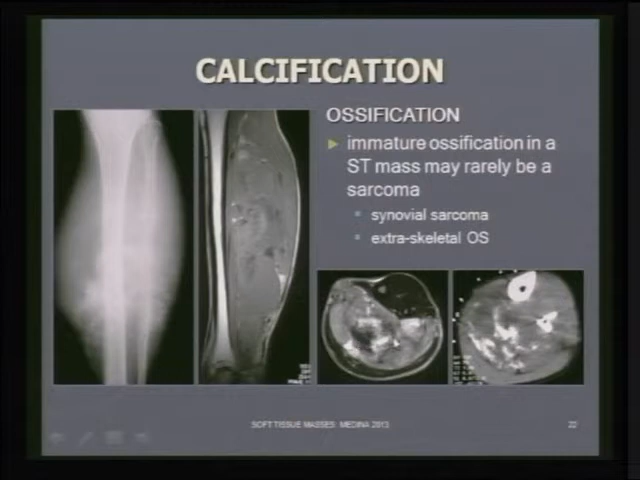 CALCIFICATION
OSSIFICATION
immature ossification in a
ST mass may rarely be a
sarcoma
synovial sarcoma
extra-skeletal OS
SOFT TISSUE MASSES: MEDINA 2013
22